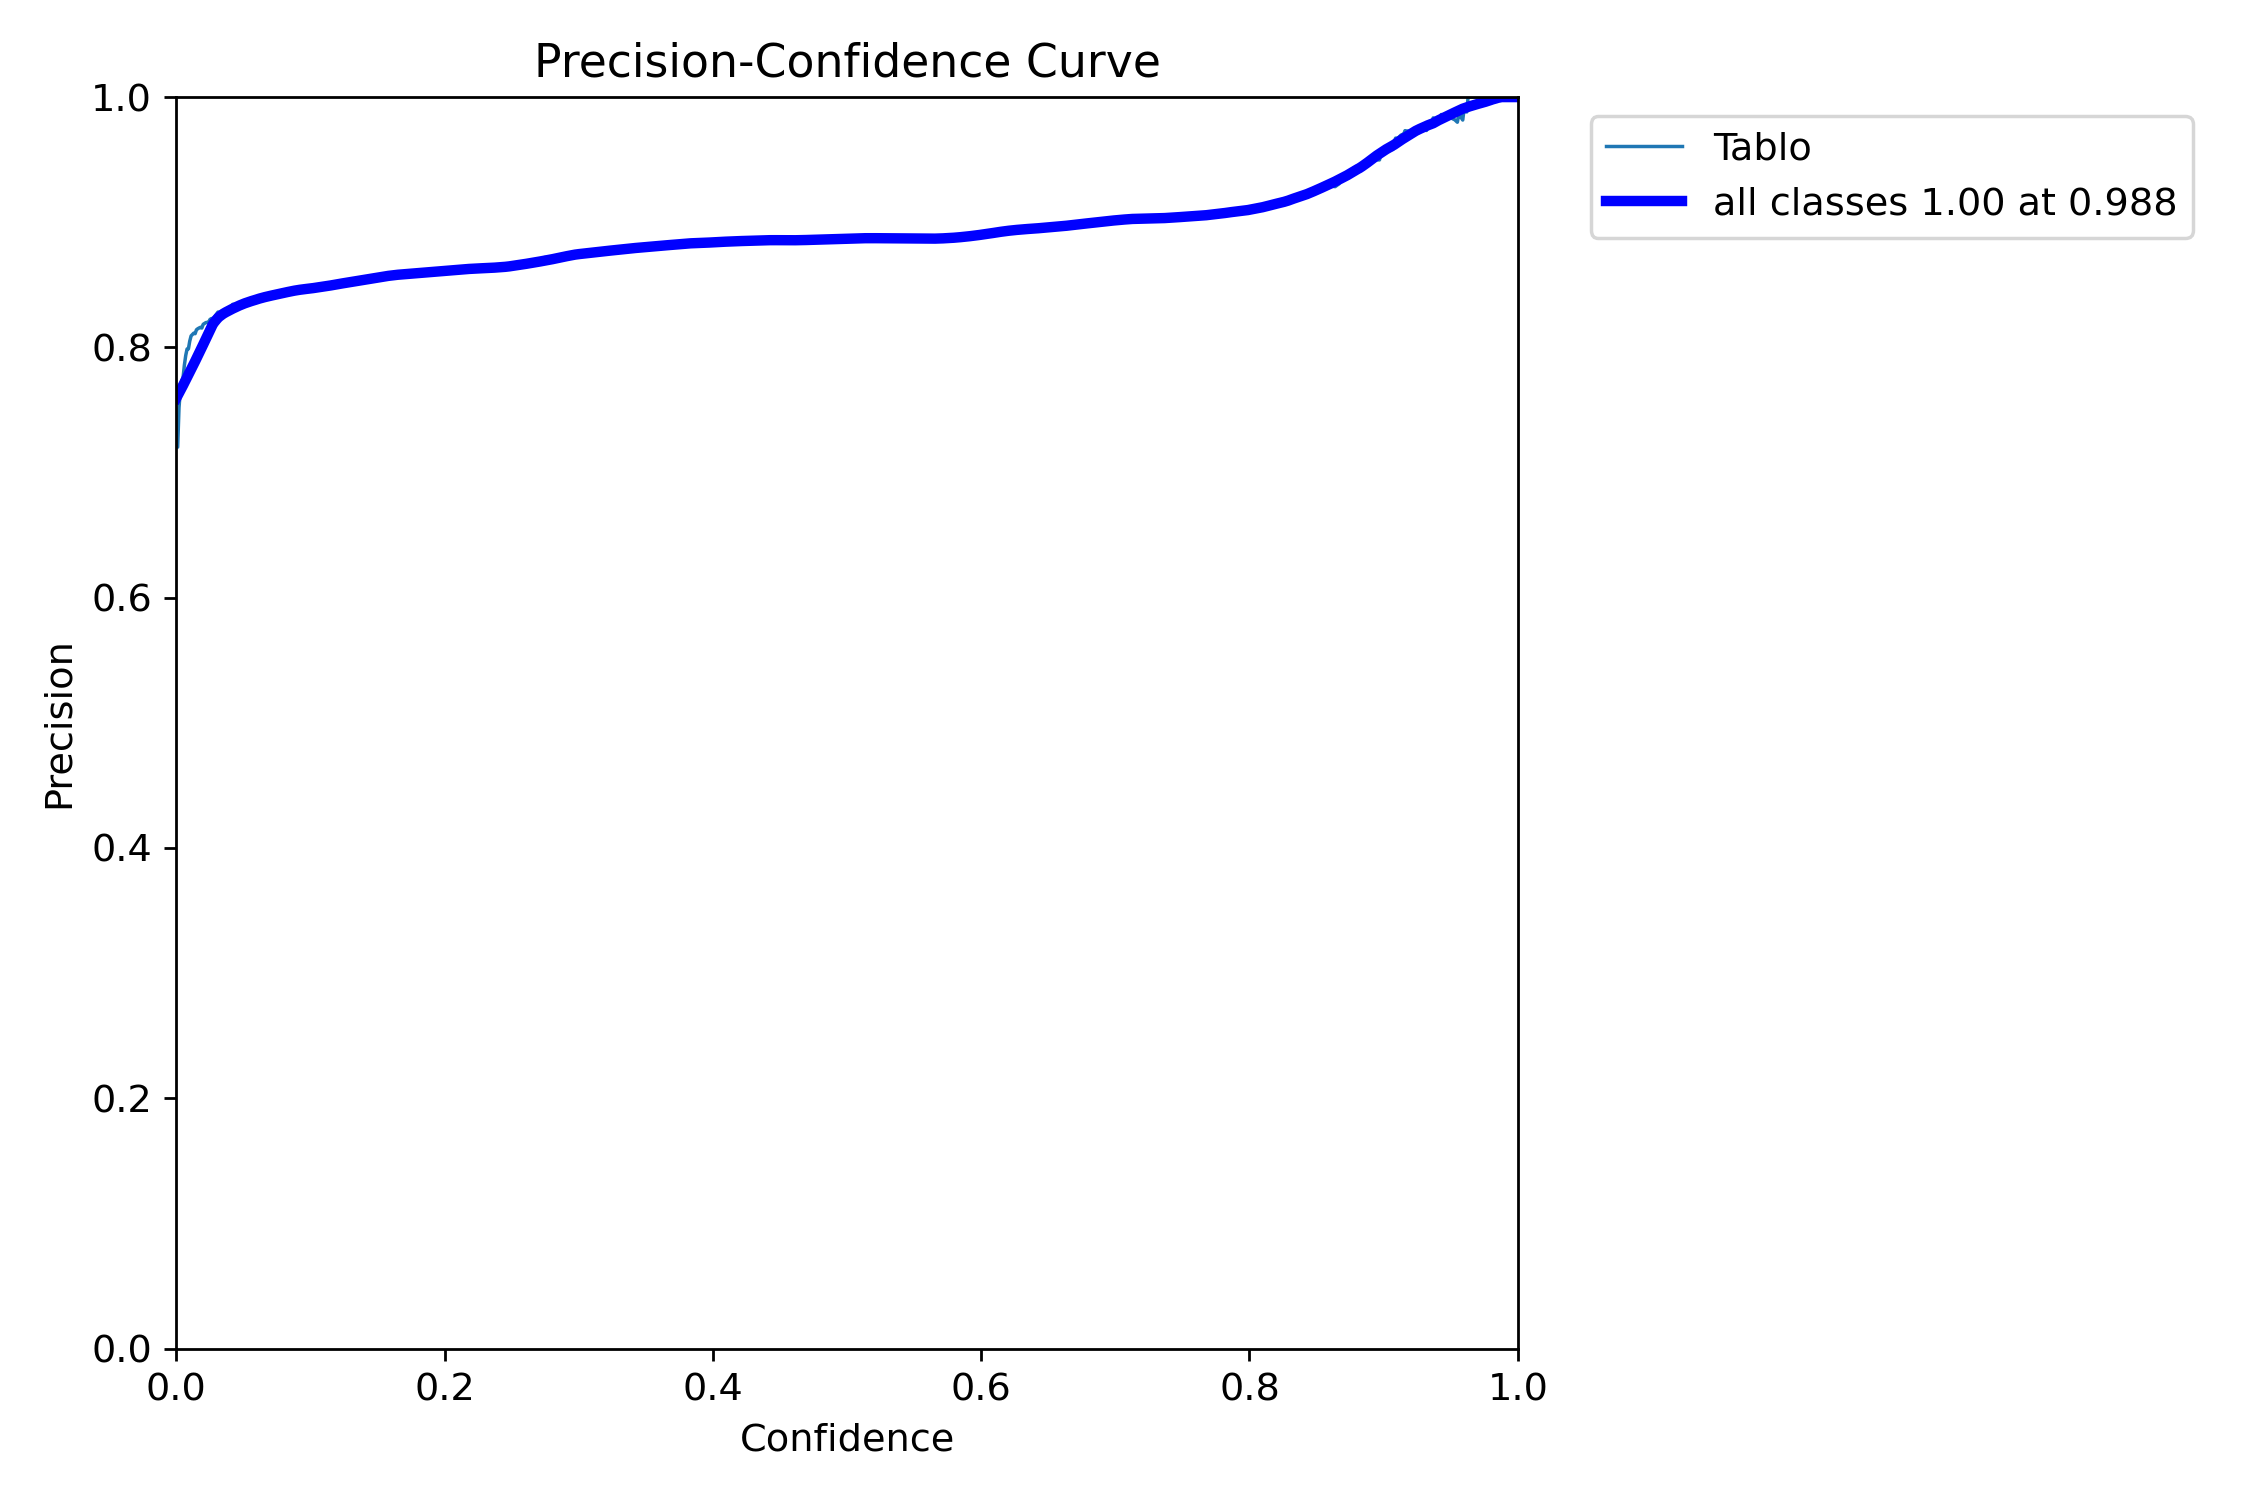 Precision-Confidence Curve
1.0
0.8
0.6
0.4
0.2
0.0
Precision
0.0 0.2 0.4 0.6 0.8 1.0
Confidence
Tablo
all classes 1.00 at 0.988